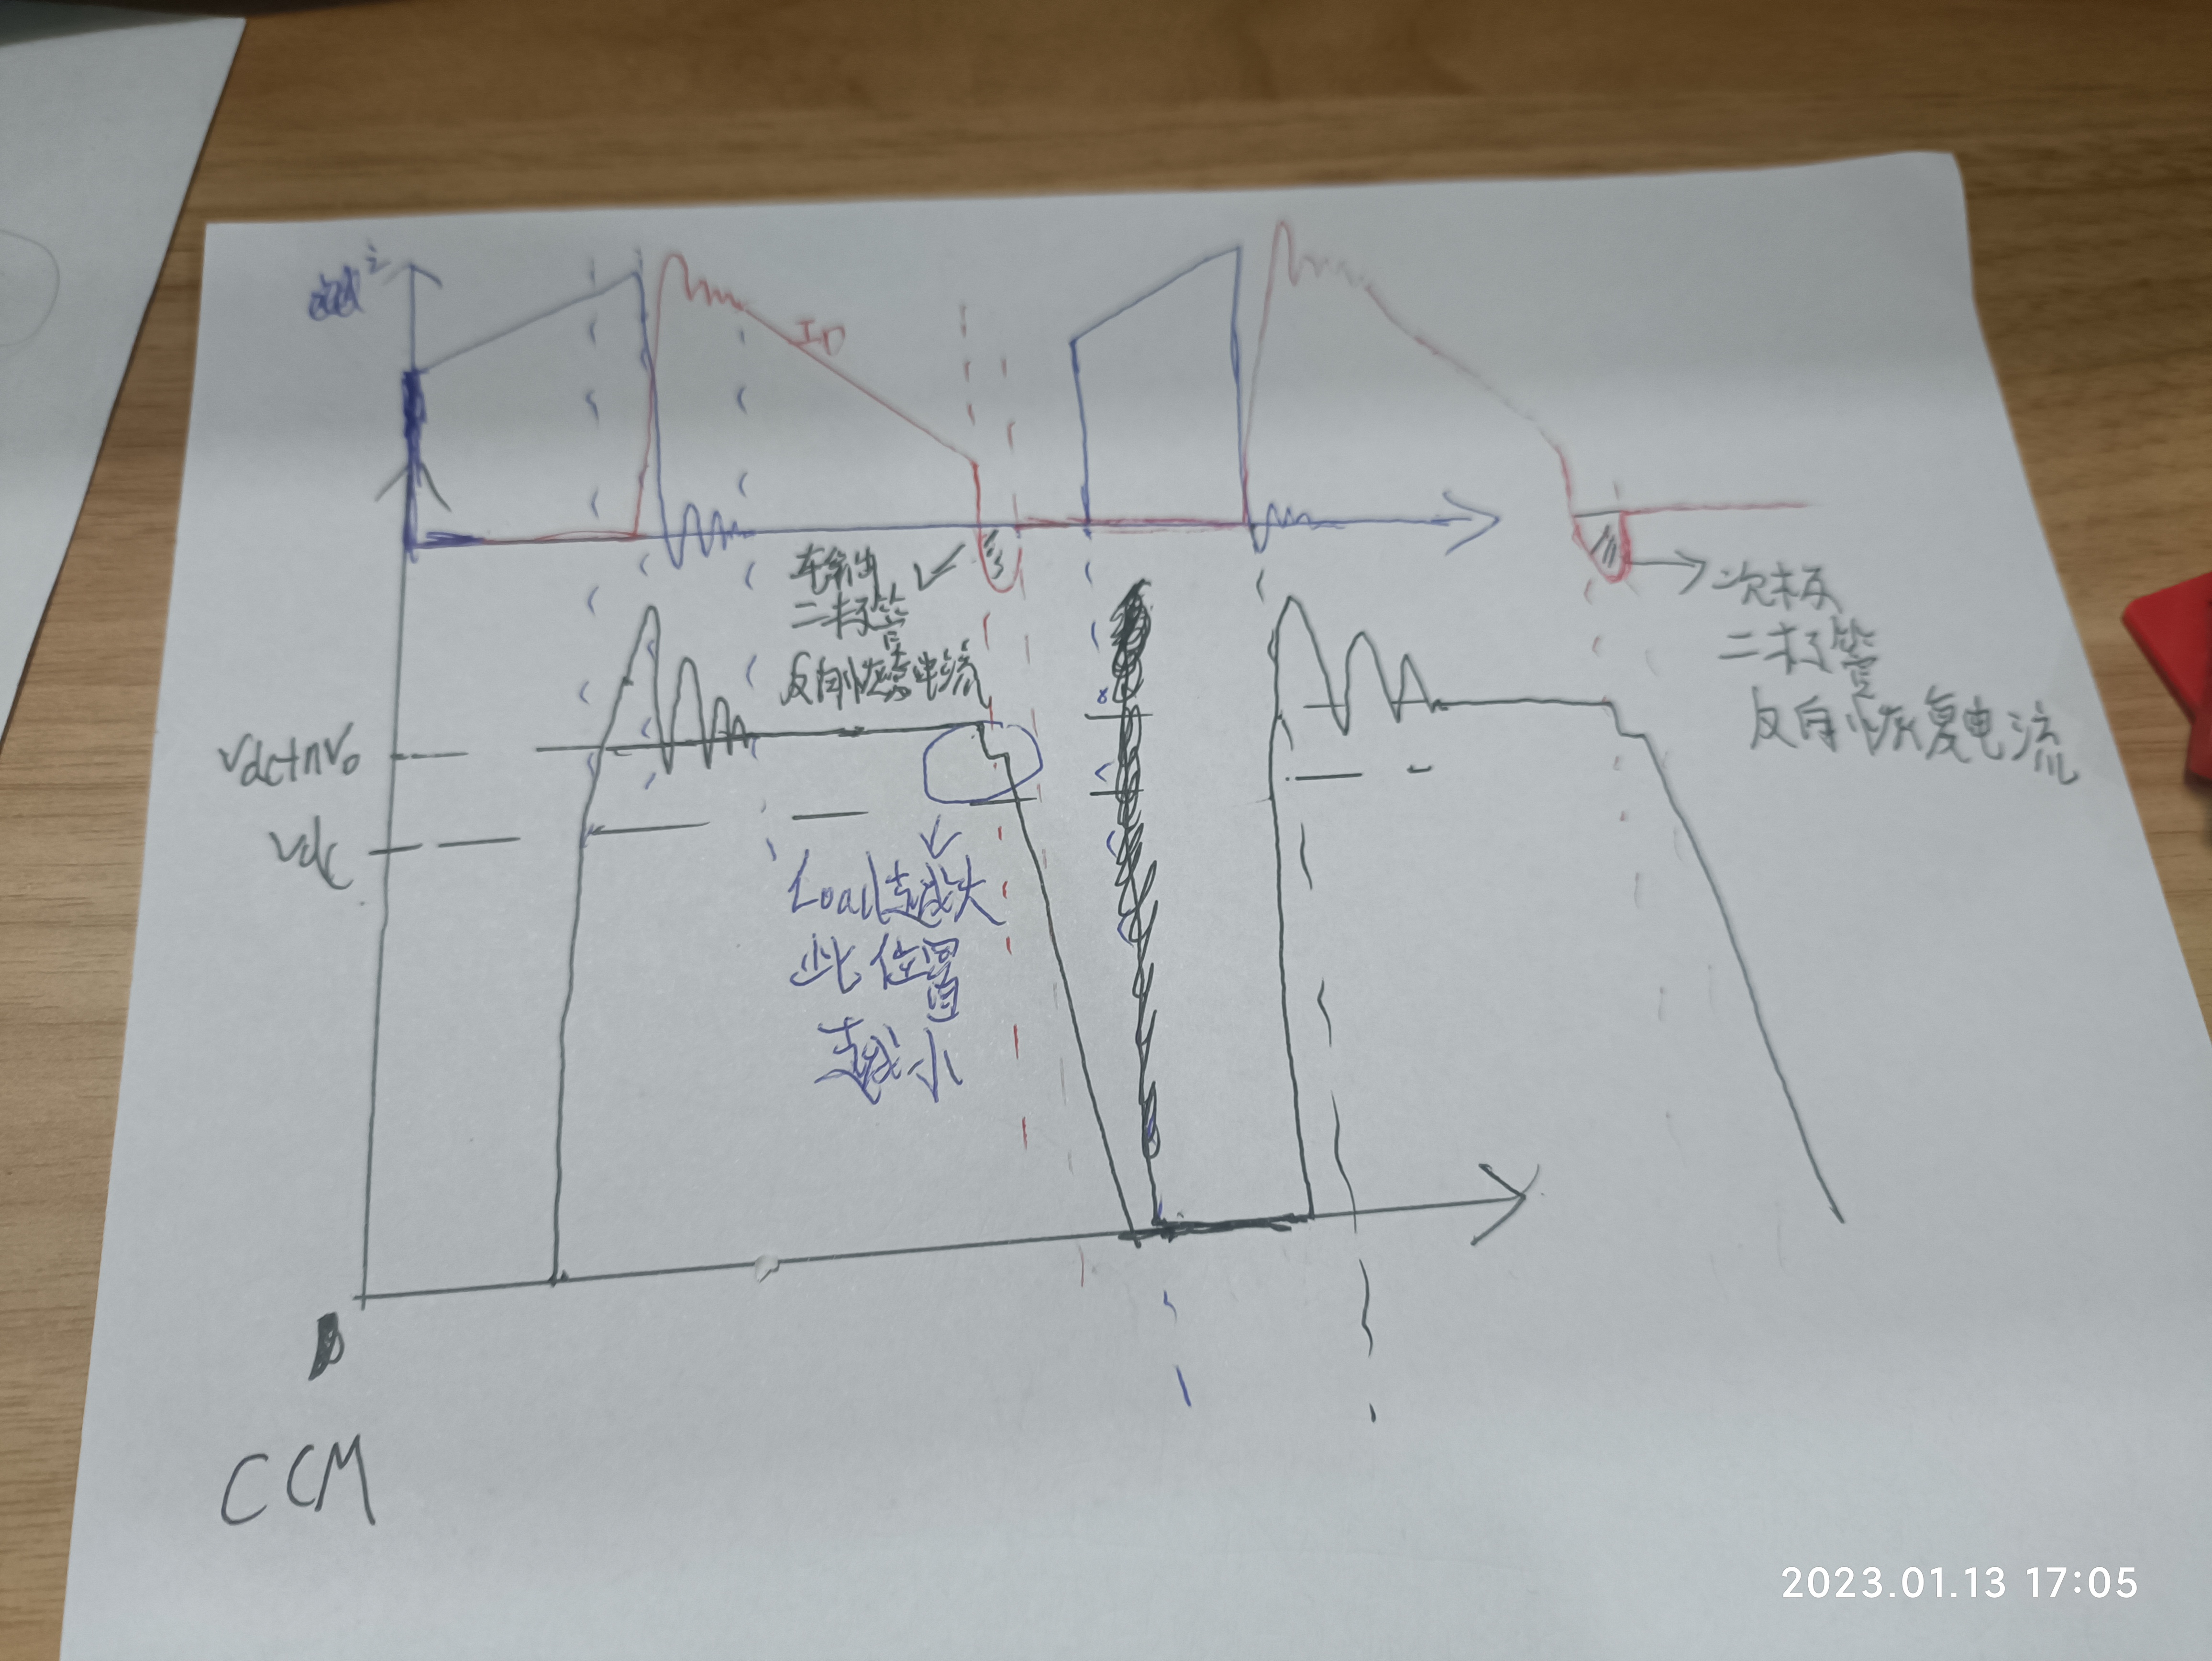 i
ID
车输出
二极管
反向恢复电流
次极
二极管
反向恢复电流
Vdc+nVo
Vdc
Load越大
此位置
越小
CCM
2023.01.13 17:05